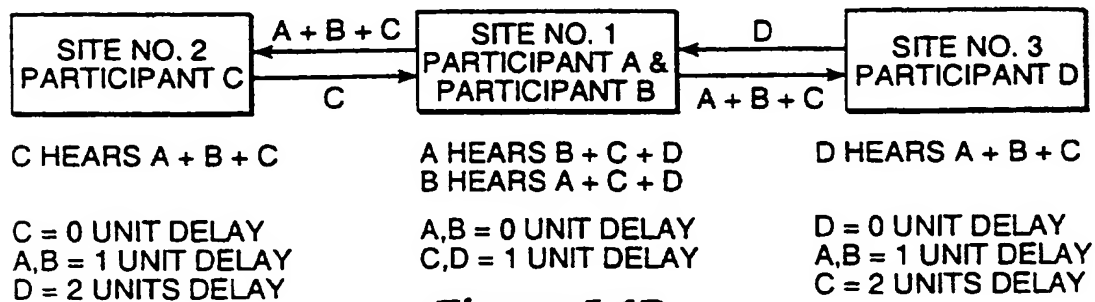 SITE NO. 2
PARTICIPANT C
A + B + C
C
SITE NO. 1
PARTICIPANT A &
PARTICIPANT B
D
A + B + C
SITE NO. 3
PARTICIPANT D
C HEARS A + B + C
A HEARS B + C + D
B HEARS A + C + D
D HEARS A + B + C
C = 0 UNIT DELAY
A,B = 1 UNIT DELAY
D = 2 UNITS DELAY
A,B = 0 UNIT DELAY
C,D = 1 UNIT DELAY
D = 0 UNIT DELAY
A,B = 1 UNIT DELAY
C = 2 UNITS DELAY